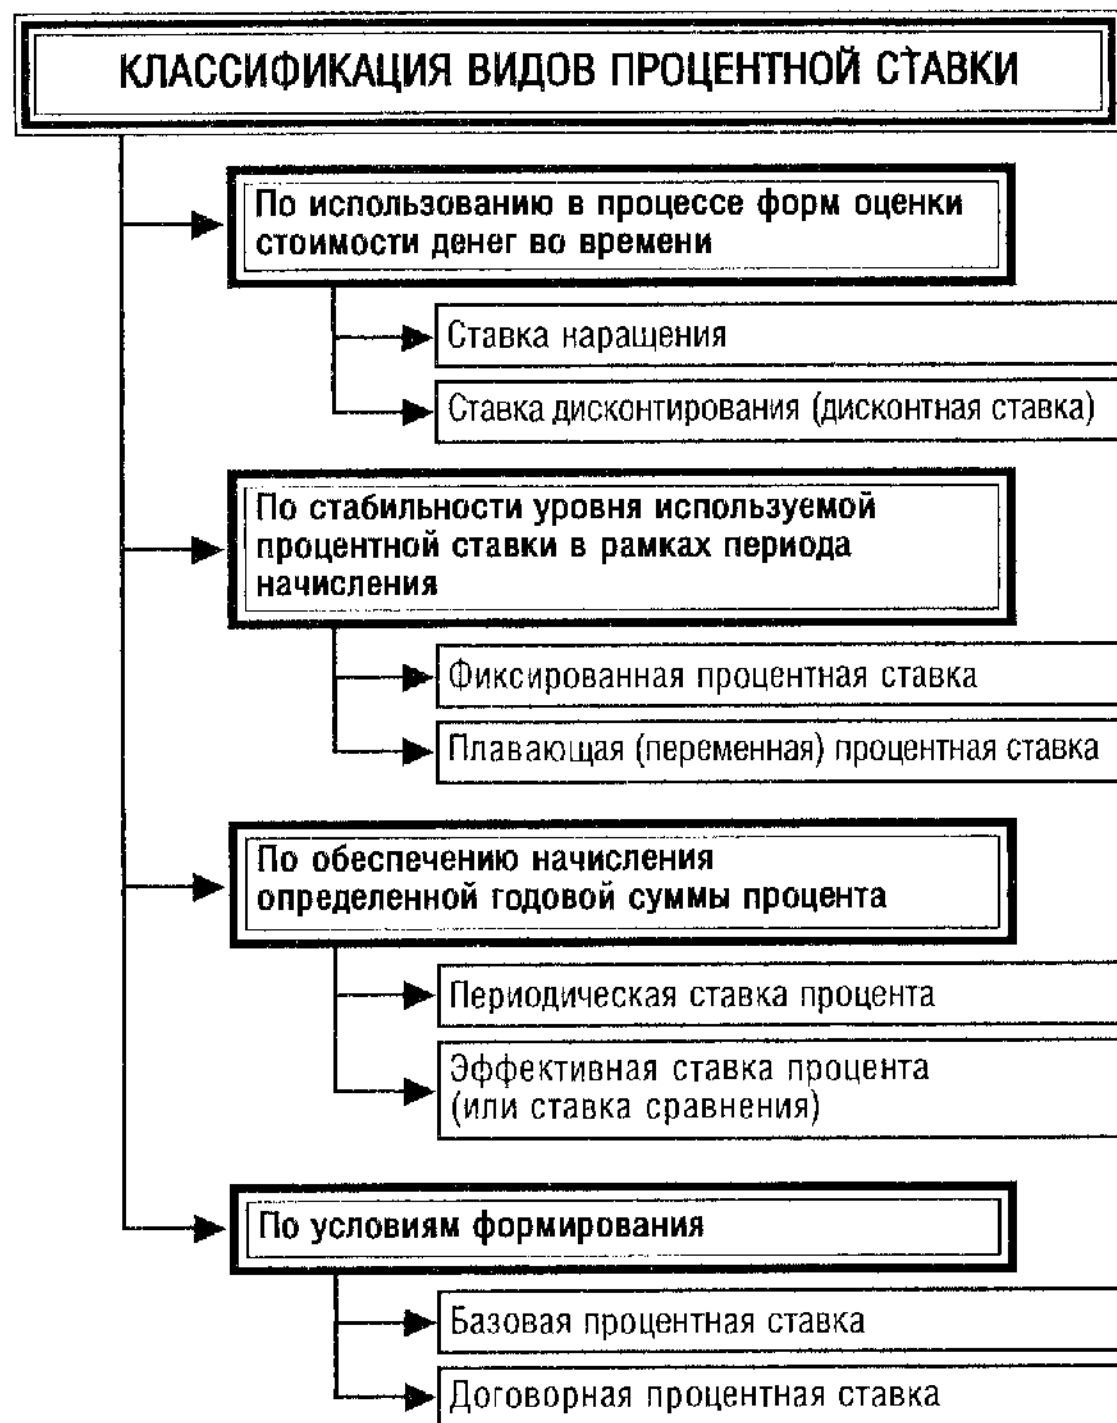 КЛАССИФИКАЦИЯ ВИДОВ ПРОЦЕНТНОЙ СТАВКИ
По использованию в процессе форм оценки
стоимости денег во времени
Ставка наращения
Ставка дисконтирования (дисконтная ставка)
По стабильности уровня используемой
процентной ставки в рамках периода
начисления
Фиксированная процентная ставка
Плавающая (переменная) процентная ставка
По обеспечению начисления
определенной годовой суммы процента
Периодическая ставка процента
Эффективная ставка процента
(или ставка сравнения)
По условиям формирования
Базовая процентная ставка
Договорная процентная ставка